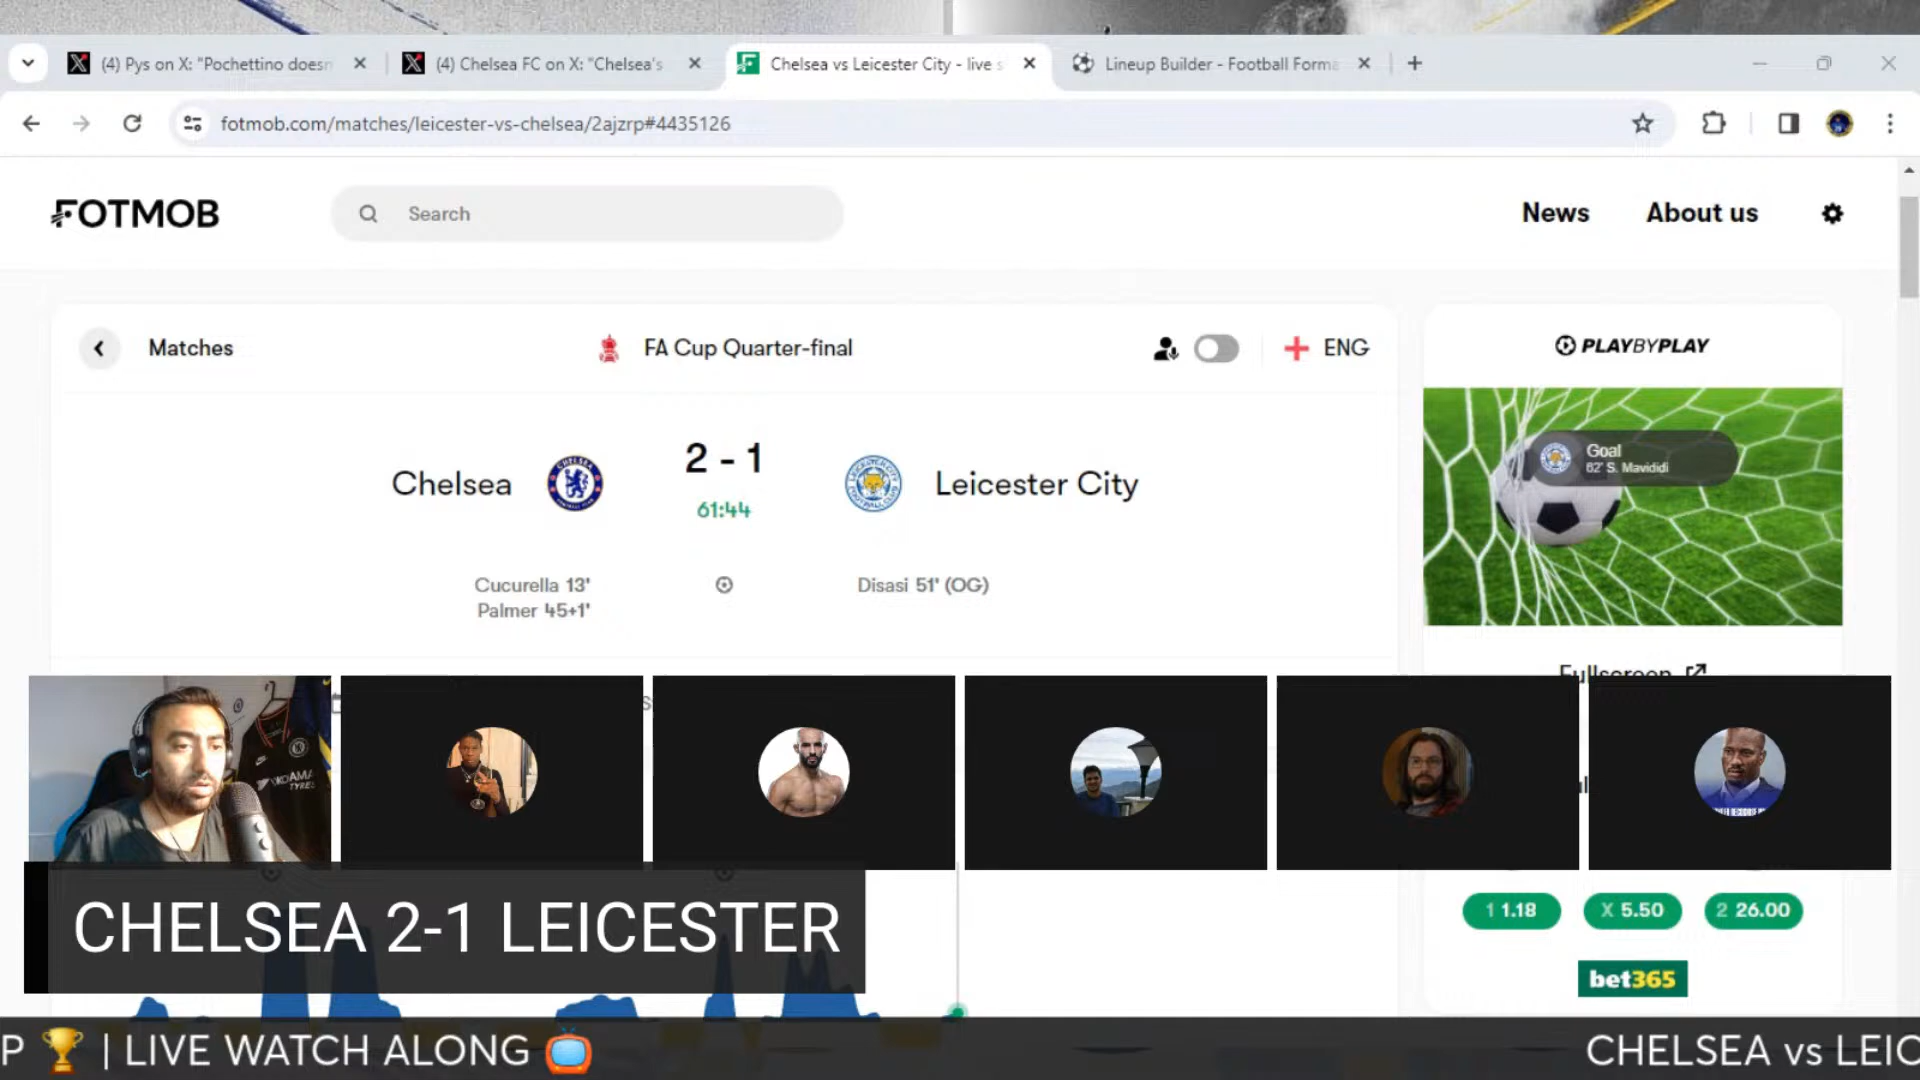 (4) Pys on X: "Pochettino doesn
(4) Chelsea FC on X: "Chelsea's
Chelsea vs Leicester City - live s
Lineup Builder - Football Forma
fotmob.com/matches/leicester-vs-chelsea/2ajzrp#4435126
FOTMOB
Search
News
About us
Matches
FA Cup Quarter-final
ENG
PLAYBYPLAY
Chelsea
2 - 1
61:44
Leicester City
Goal
62' S. Mavididi
Cucurella 13'
Palmer 45+1'
Disasi 51' (OG)
Fullscreen
YOKOHAMA
TYRES
1 1.18
X 5.50
2 26.00
bet365
CHELSEA 2-1 LEICESTER
P 🏆 | LIVE WATCH ALONG 📺
CHELSEA vs LEIC